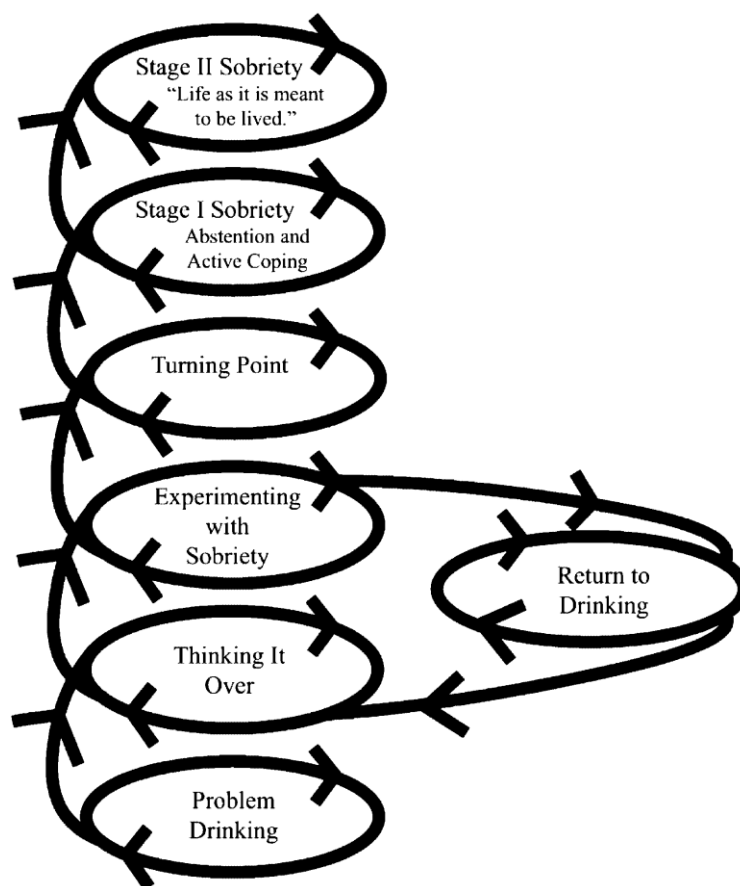 Stage II Sobriety
“Life as it is meant
to be lived.”
Stage I Sobriety
Abstention and
Active Coping
Turning Point
Experimenting
with
Sobriety
Return to
Drinking
Thinking It
Over
Problem
Drinking